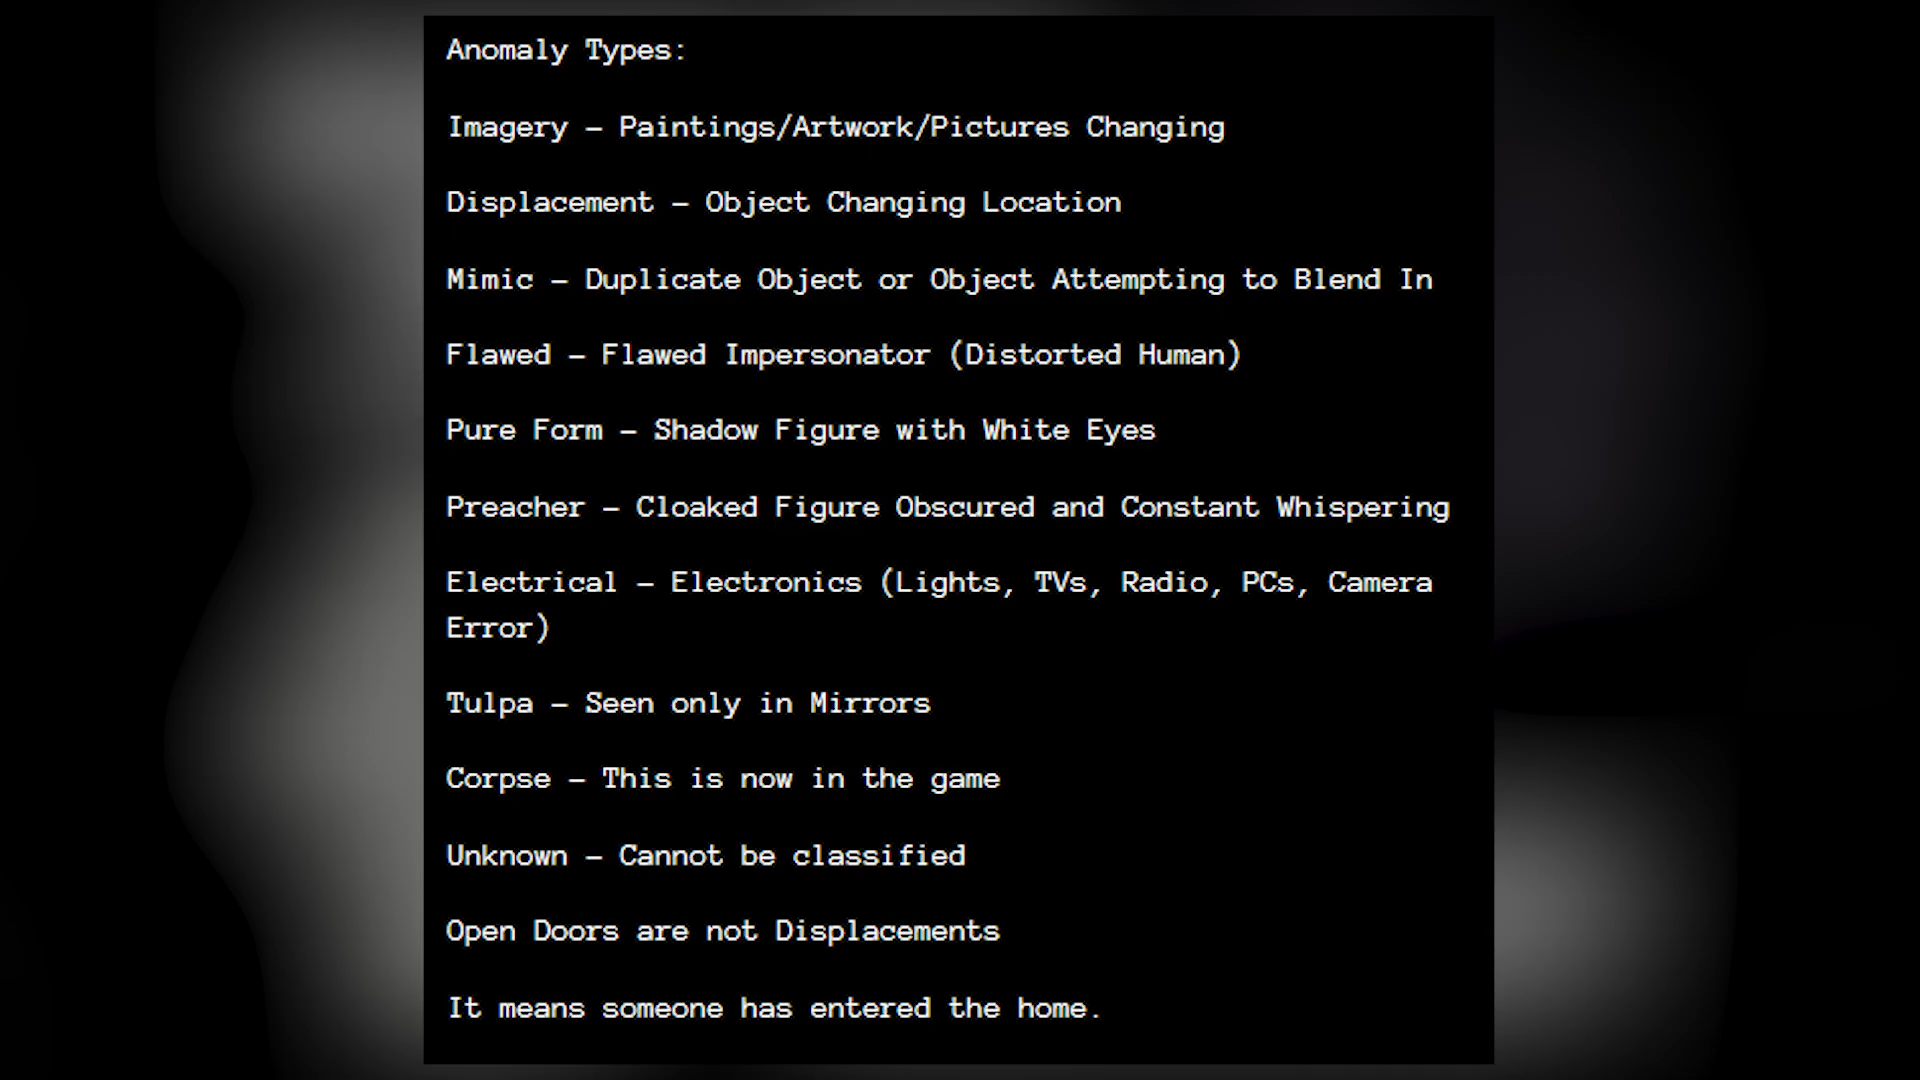 Anomaly Types:
Imagery – Paintings/Artwork/Pictures Changing
Displacement – Object Changing Location
Mimic – Duplicate Object or Object Attempting to Blend In
Flawed – Flawed Impersonator (Distorted Human)
Pure Form – Shadow Figure with White Eyes
Preacher – Cloaked Figure Obscured and Constant Whispering
Electrical – Electronics (Lights, TVs, Radio, PCs, Camera
Error)
Tulpa – Seen only in Mirrors
Corpse – This is now in the game
Unknown – Cannot be classified
Open Doors are not Displacements
It means someone has entered the home.